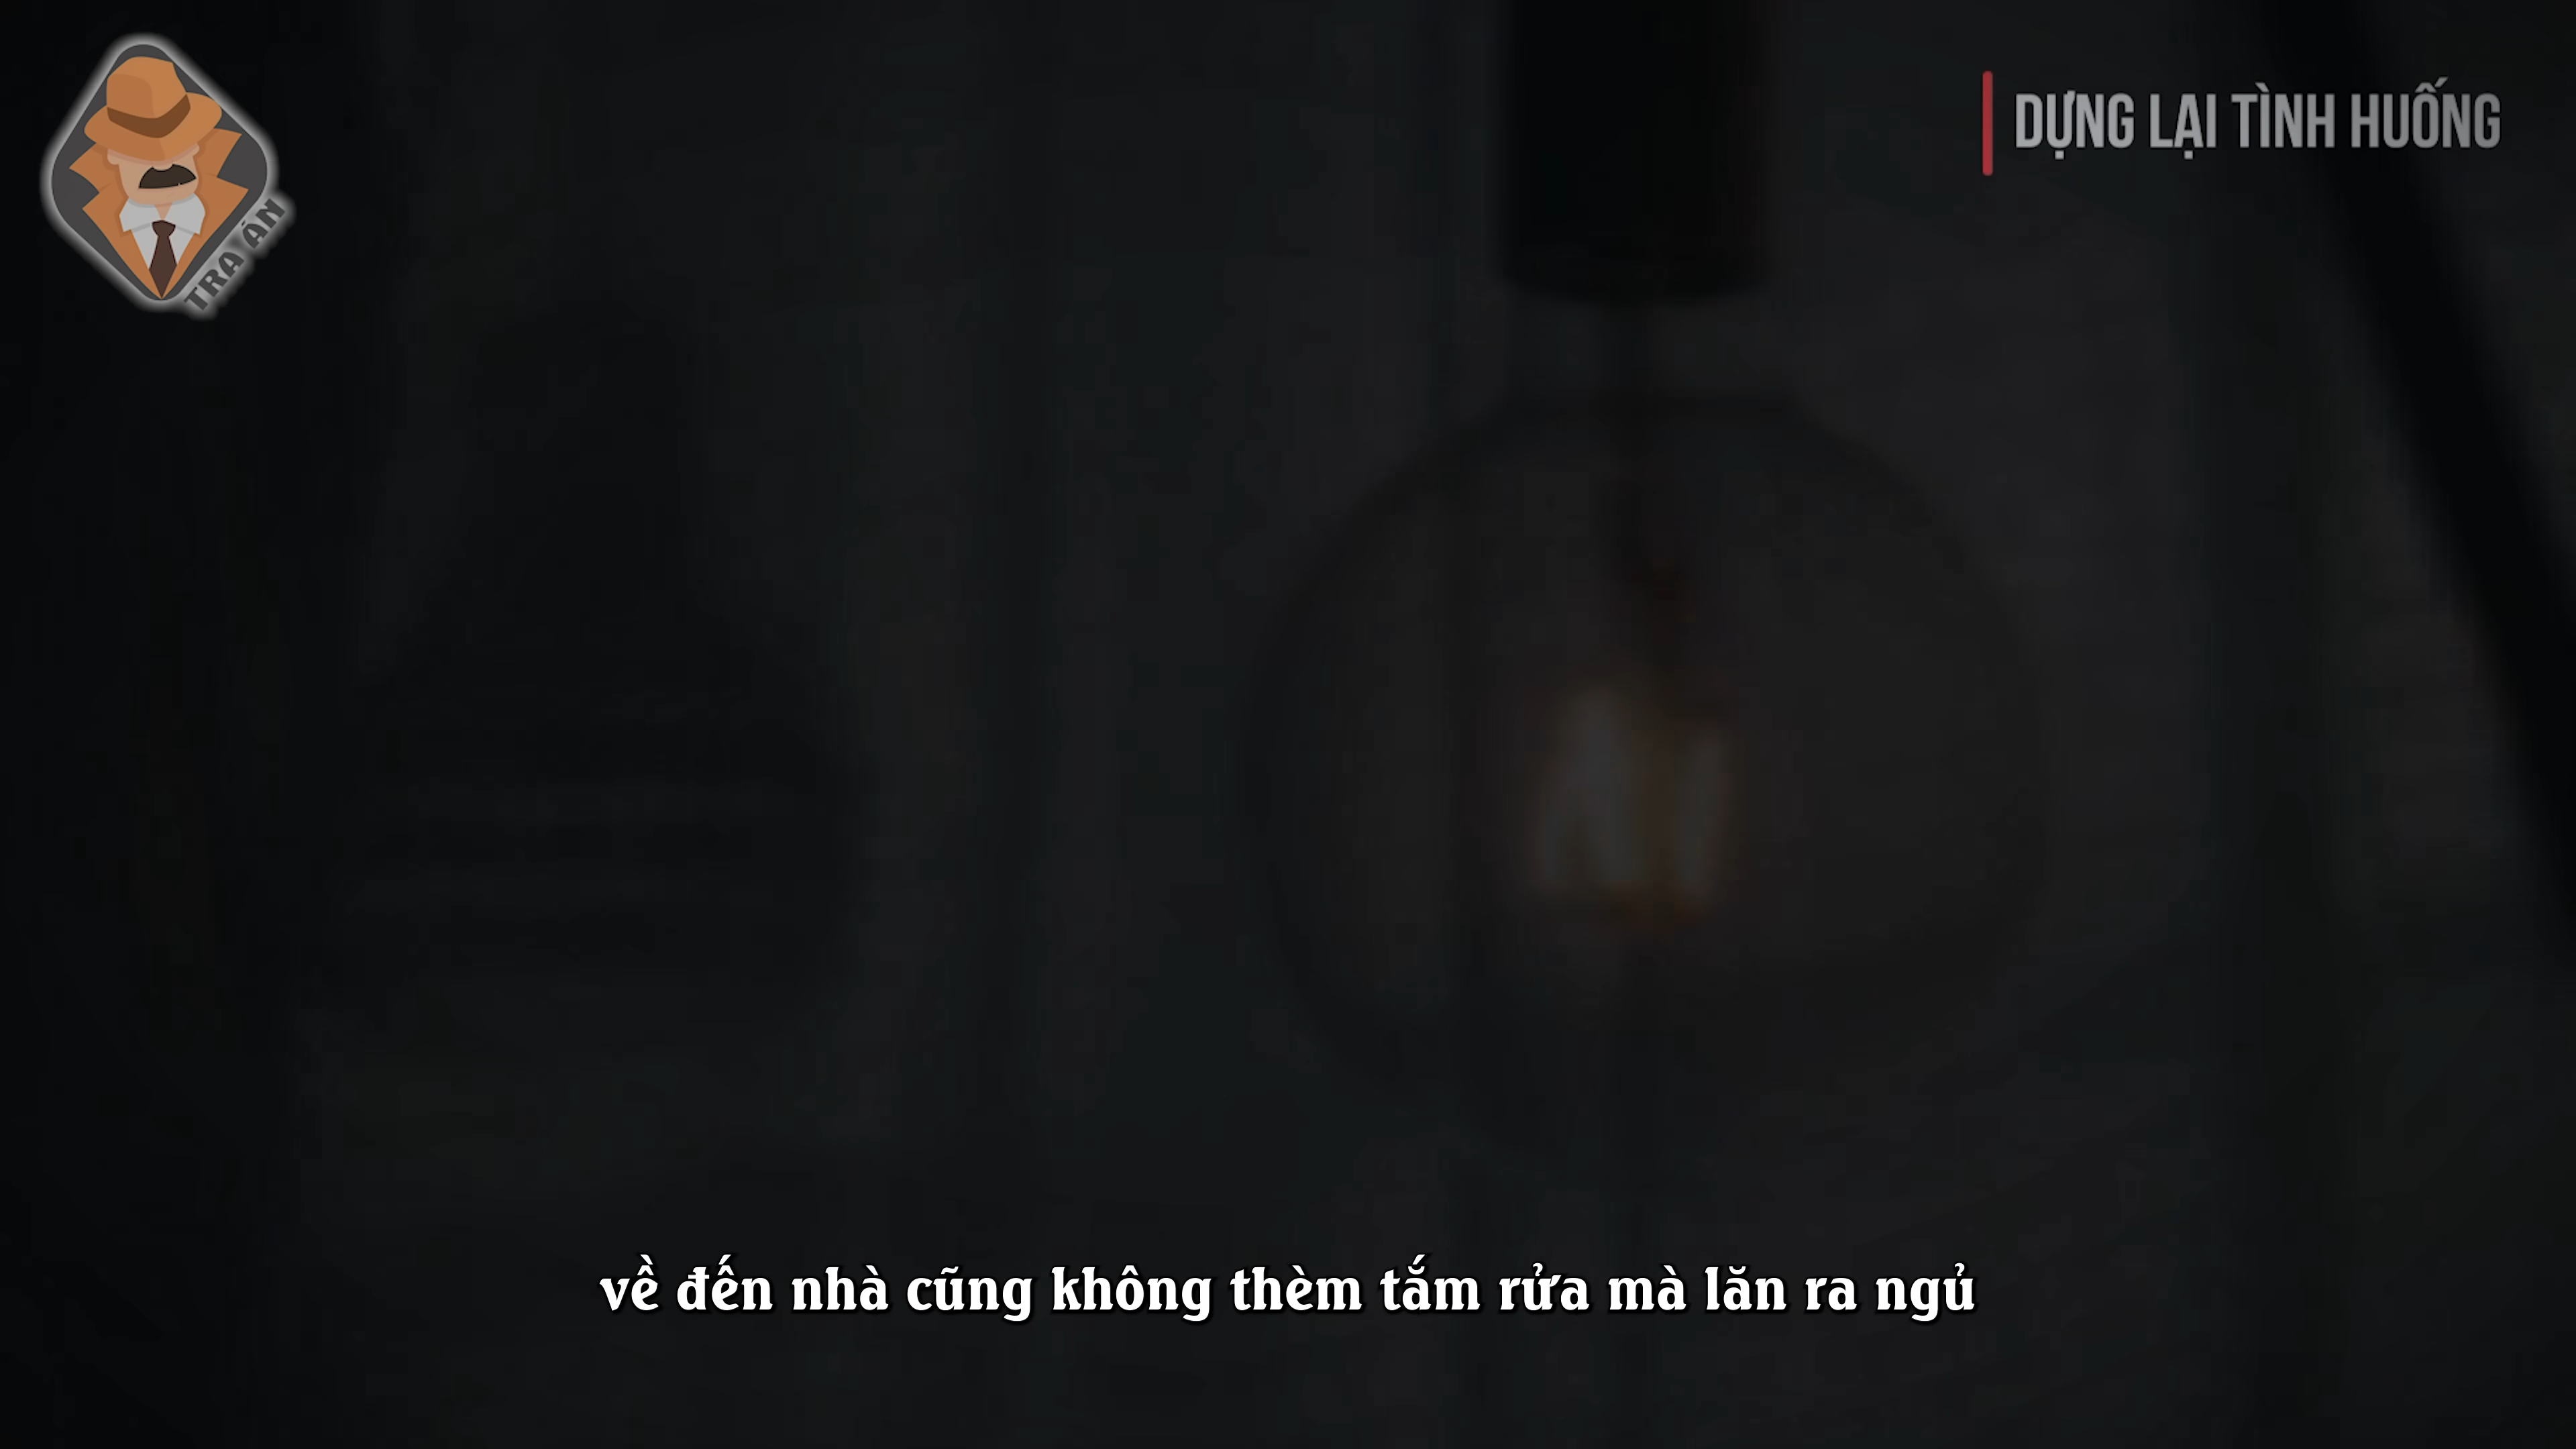 TRA ÁN
DỰNG LẠI TÌNH HUỐNG
về đến nhà cũng không thèm tắm rửa mà lăn ra ngủ